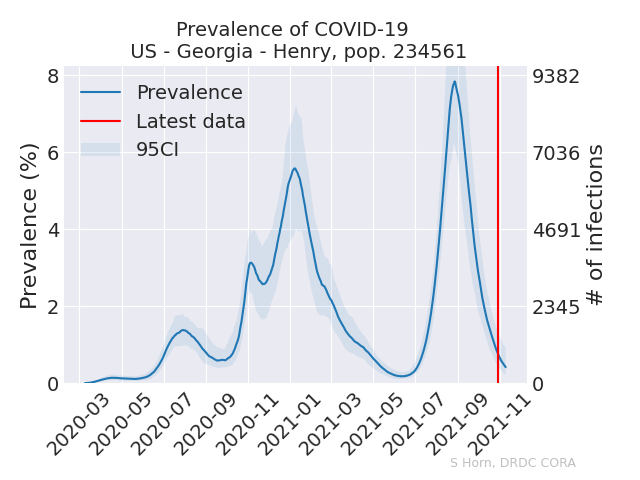 Prevalence of COVID-19
US - Georgia - Henry, pop. 234561
Prevalence
Latest data
95CI
Prevalence (%)
8
6
4
2
0
9382
7036
4691
2345
0
# of infections
2020-03
2020-05
2020-07
2020-09
2020-11
2021-01
2021-03
2021-05
2021-07
2021-09
2021-11
S Horn, DRDC CORA